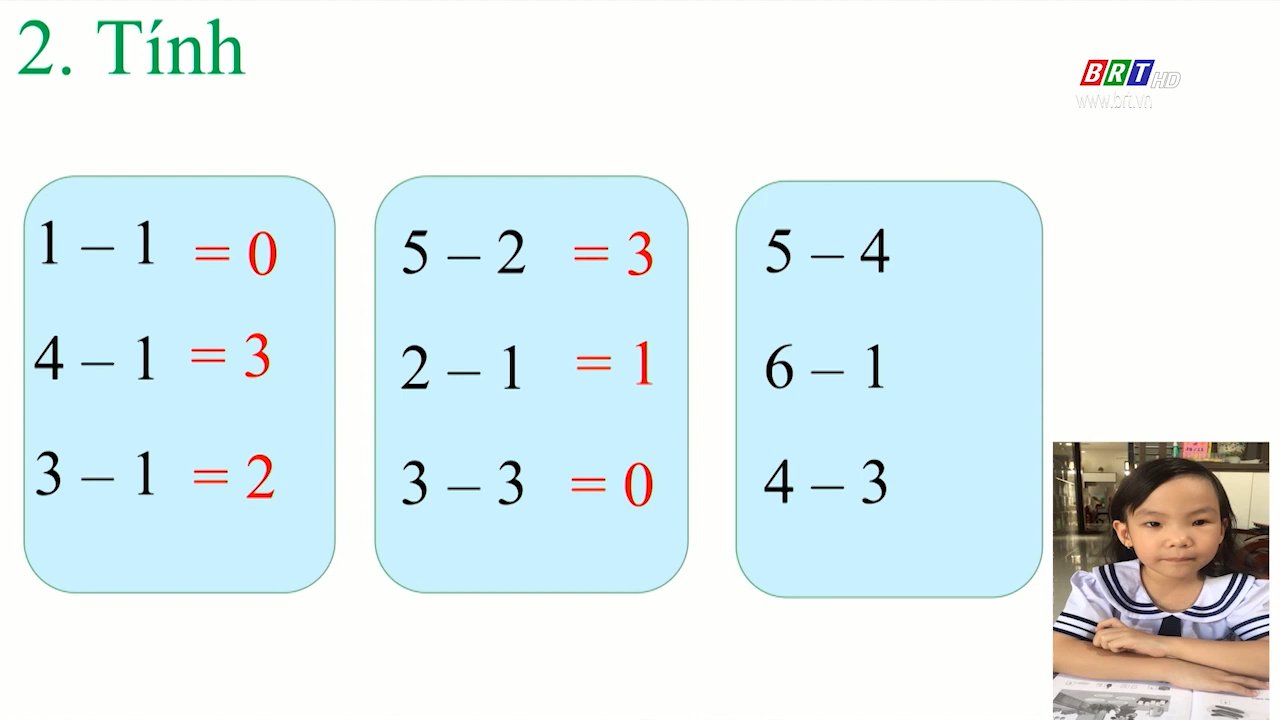 2. Tính
BRT HD
www.brt.vn
1 – 1 = 0
4 – 1 = 3
3 – 1 = 2
5 – 2 = 3
2 – 1 = 1
3 – 3 = 0
5 – 4
6 – 1
4 – 3